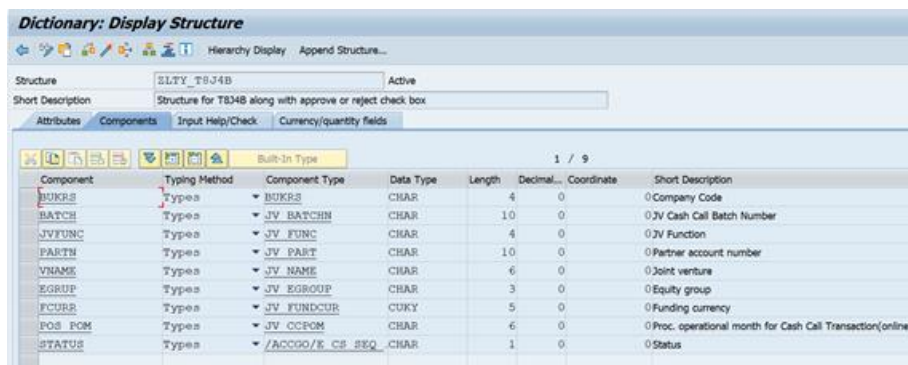 Dictionary: Display Structure
Hierarchy Display Append Structure...
Structure ZLTY_T8J4B Active
Short Description Structure for T8J4B along with approve or reject check box
Attributes Components Input Help/Check Currency/quantity fields
Built-In Type 1 / 9
Component Typing Method Component Type Data Type Length Decimal... Coordinate Short Description
BUKRS Types BUKRS CHAR 4 0 0 Company Code
BATCH Types JV_BATCHN CHAR 10 0 0 JV Cash Call Batch Number
JVFUNC Types JV_FUNC CHAR 4 0 0 JV Function
PARTN Types JV_PART CHAR 10 0 0 Partner account number
VNAME Types JV_NAME CHAR 6 0 0 Joint venture
EGRUP Types JV_EGROUP CHAR 3 0 0 Equity group
FCURR Types JV_FUNDCUR CUKY 5 0 0 Funding currency
POS_POM Types JV_CCPOM CHAR 6 0 0 Proc. operational month for Cash Call Transaction(online
STATUS Types /ACCGO/E_CS_SEQ_ CHAR 1 0 0 Status